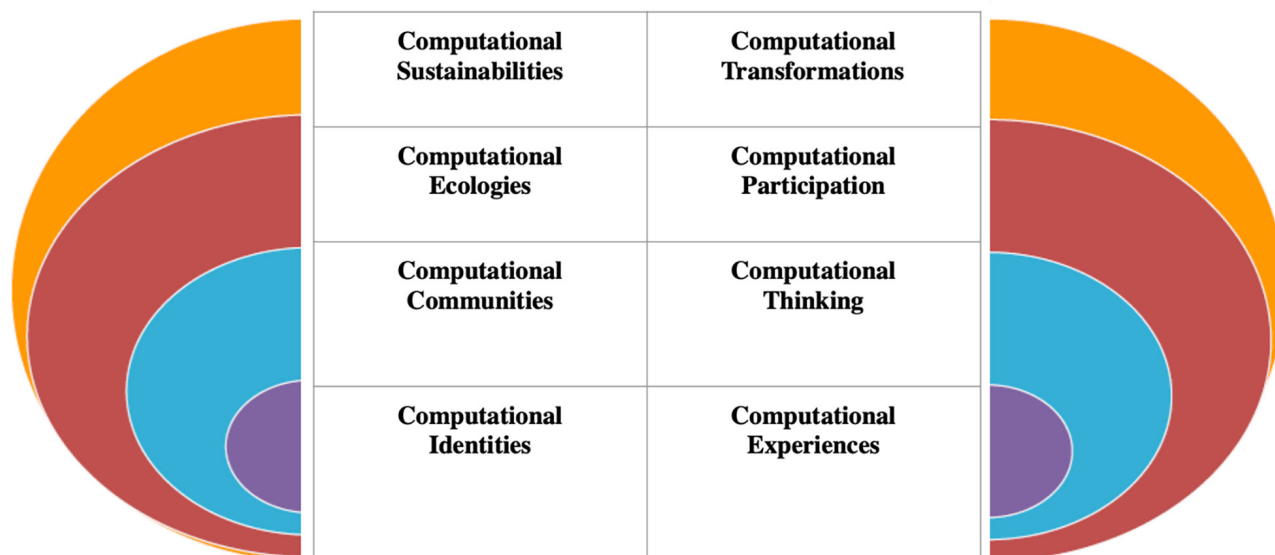 Computational
Sustainabilities
Computational
Transformations
Computational
Ecologies
Computational
Participation
Computational
Communities
Computational
Thinking
Computational
Identities
Computational
Experiences